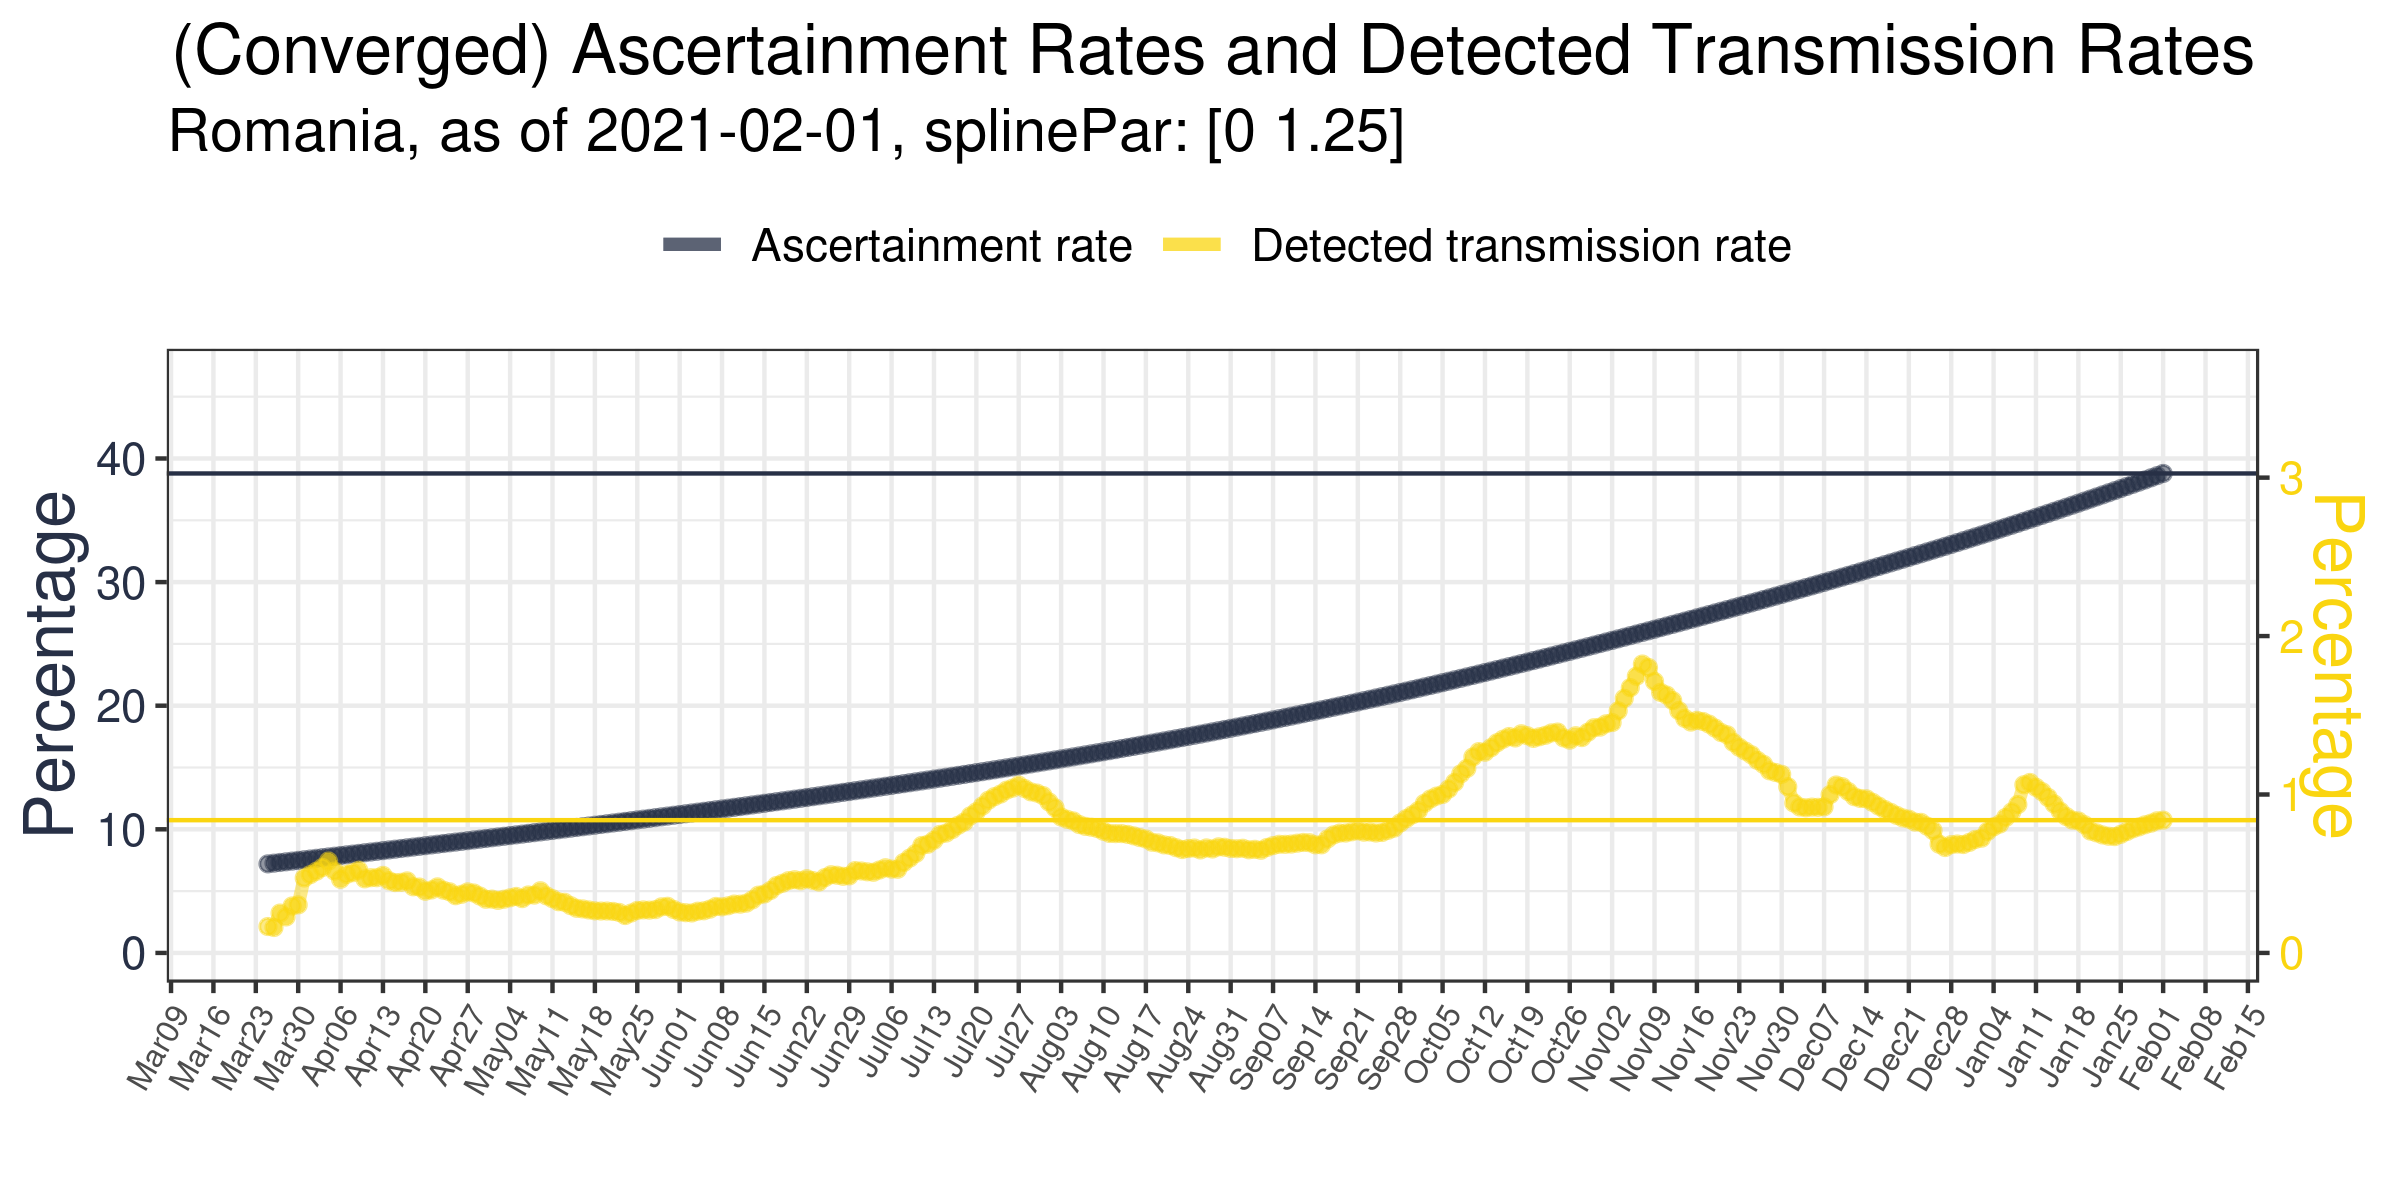 (Converged) Ascertainment Rates and Detected Transmission Rates
Romania, as of 2021-02-01, splinePar: [0 1.25]
Ascertainment rate
Detected transmission rate
Percentage
40
30
20
10
0
3
2
1
0
Percentage
Mar09
Mar16
Mar23
Mar30
Apr06
Apr13
Apr20
Apr27
May04
May11
May18
May25
Jun01
Jun08
Jun15
Jun22
Jun29
Jul06
Jul13
Jul20
Jul27
Aug03
Aug10
Aug17
Aug24
Aug31
Sep07
Sep14
Sep21
Sep28
Oct05
Oct12
Oct19
Oct26
Nov02
Nov09
Nov16
Nov23
Nov30
Dec07
Dec14
Dec21
Dec28
Jan04
Jan11
Jan18
Jan25
Feb01
Feb08
Feb15